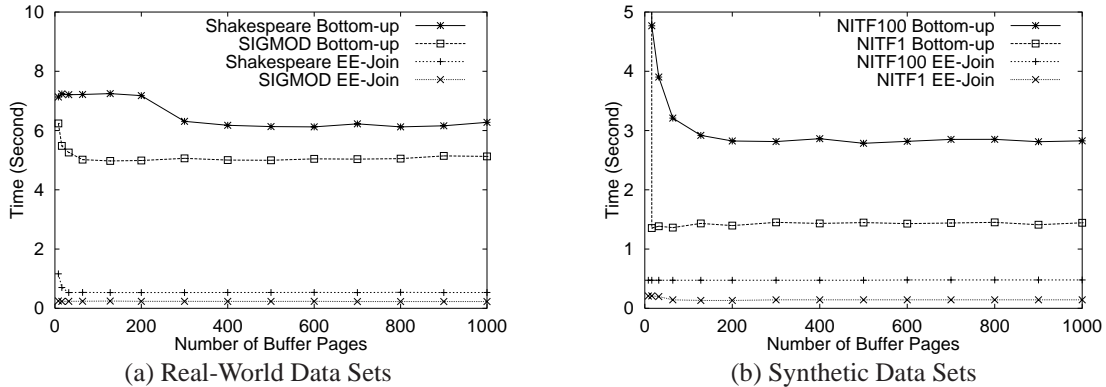 10
8
6
4
2
0
0
200
400
600
800
1000
Time (Second)
Number of Buffer Pages
Shakespeare Bottom-up
SIGMOD Bottom-up
Shakespeare EE-Join
SIGMOD EE-Join
(a) Real-World Data Sets
5
4
3
2
1
0
0
200
400
600
800
1000
Time (Second)
Number of Buffer Pages
NITF100 Bottom-up
NITF1 Bottom-up
NITF100 EE-Join
NITF1 EE-Join
(b) Synthetic Data Sets